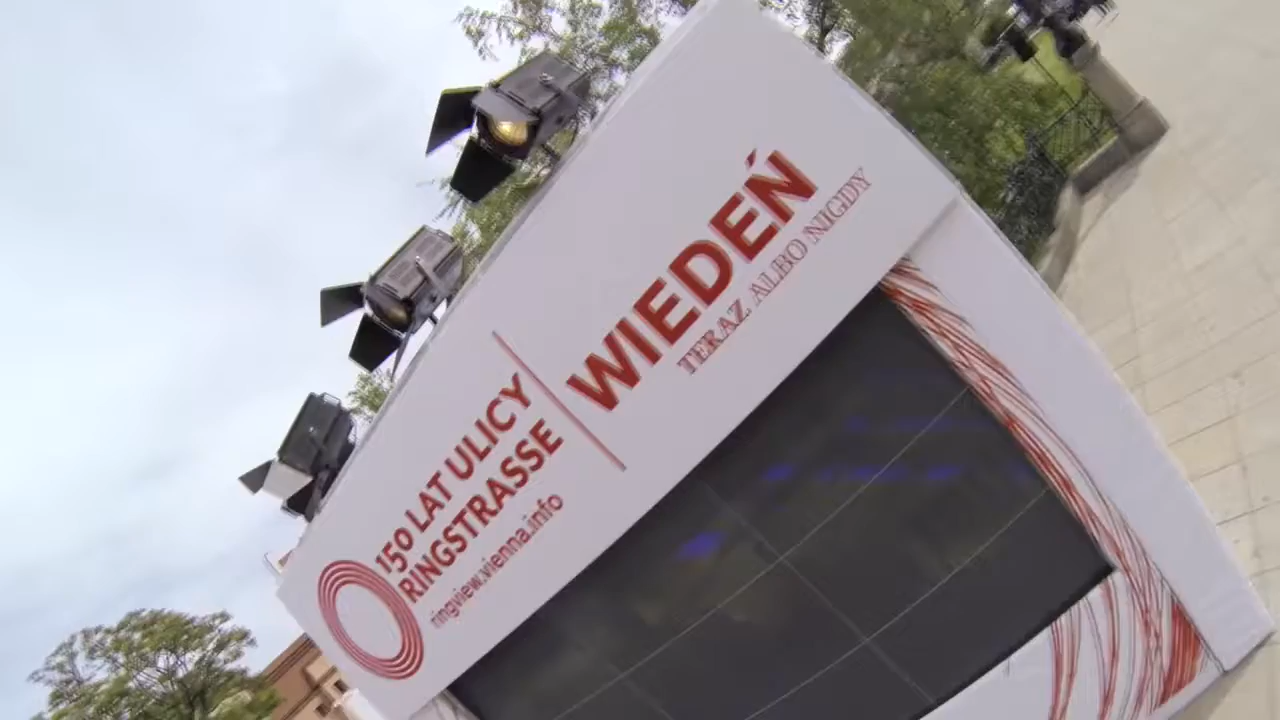 150 LAT ULICY
RINGSTRASSE
ringview.vienna.info
WIEDEŃ
TERAZ ALBO NIGDY